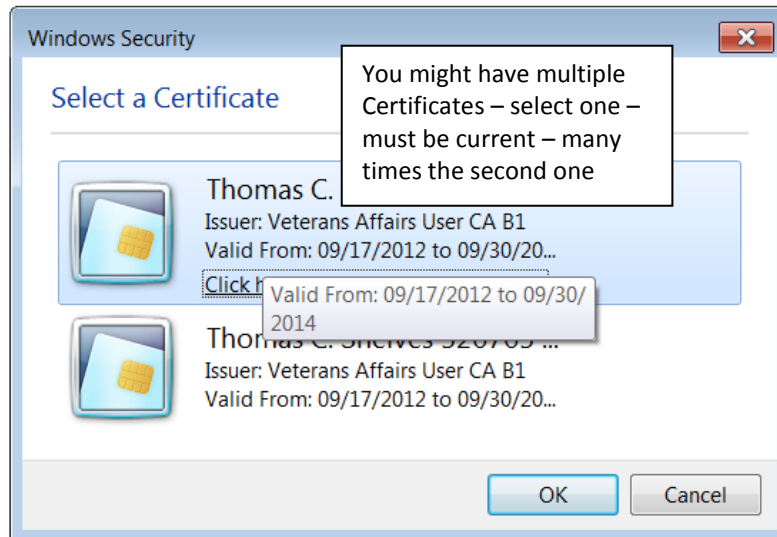 Windows Security
You might have multiple
Certificates – select one –
must be current – many
times the second one
Select a Certificate
Thomas C.
Issuer: Veterans Affairs User CA B1
Valid From: 09/17/2012 to 09/30/20...
Click
Valid From: 09/17/2012 to 09/30/
2014
Thomas C. Shelves
Issuer: Veterans Affairs User CA B1
Valid From: 09/17/2012 to 09/30/20...
OK
Cancel